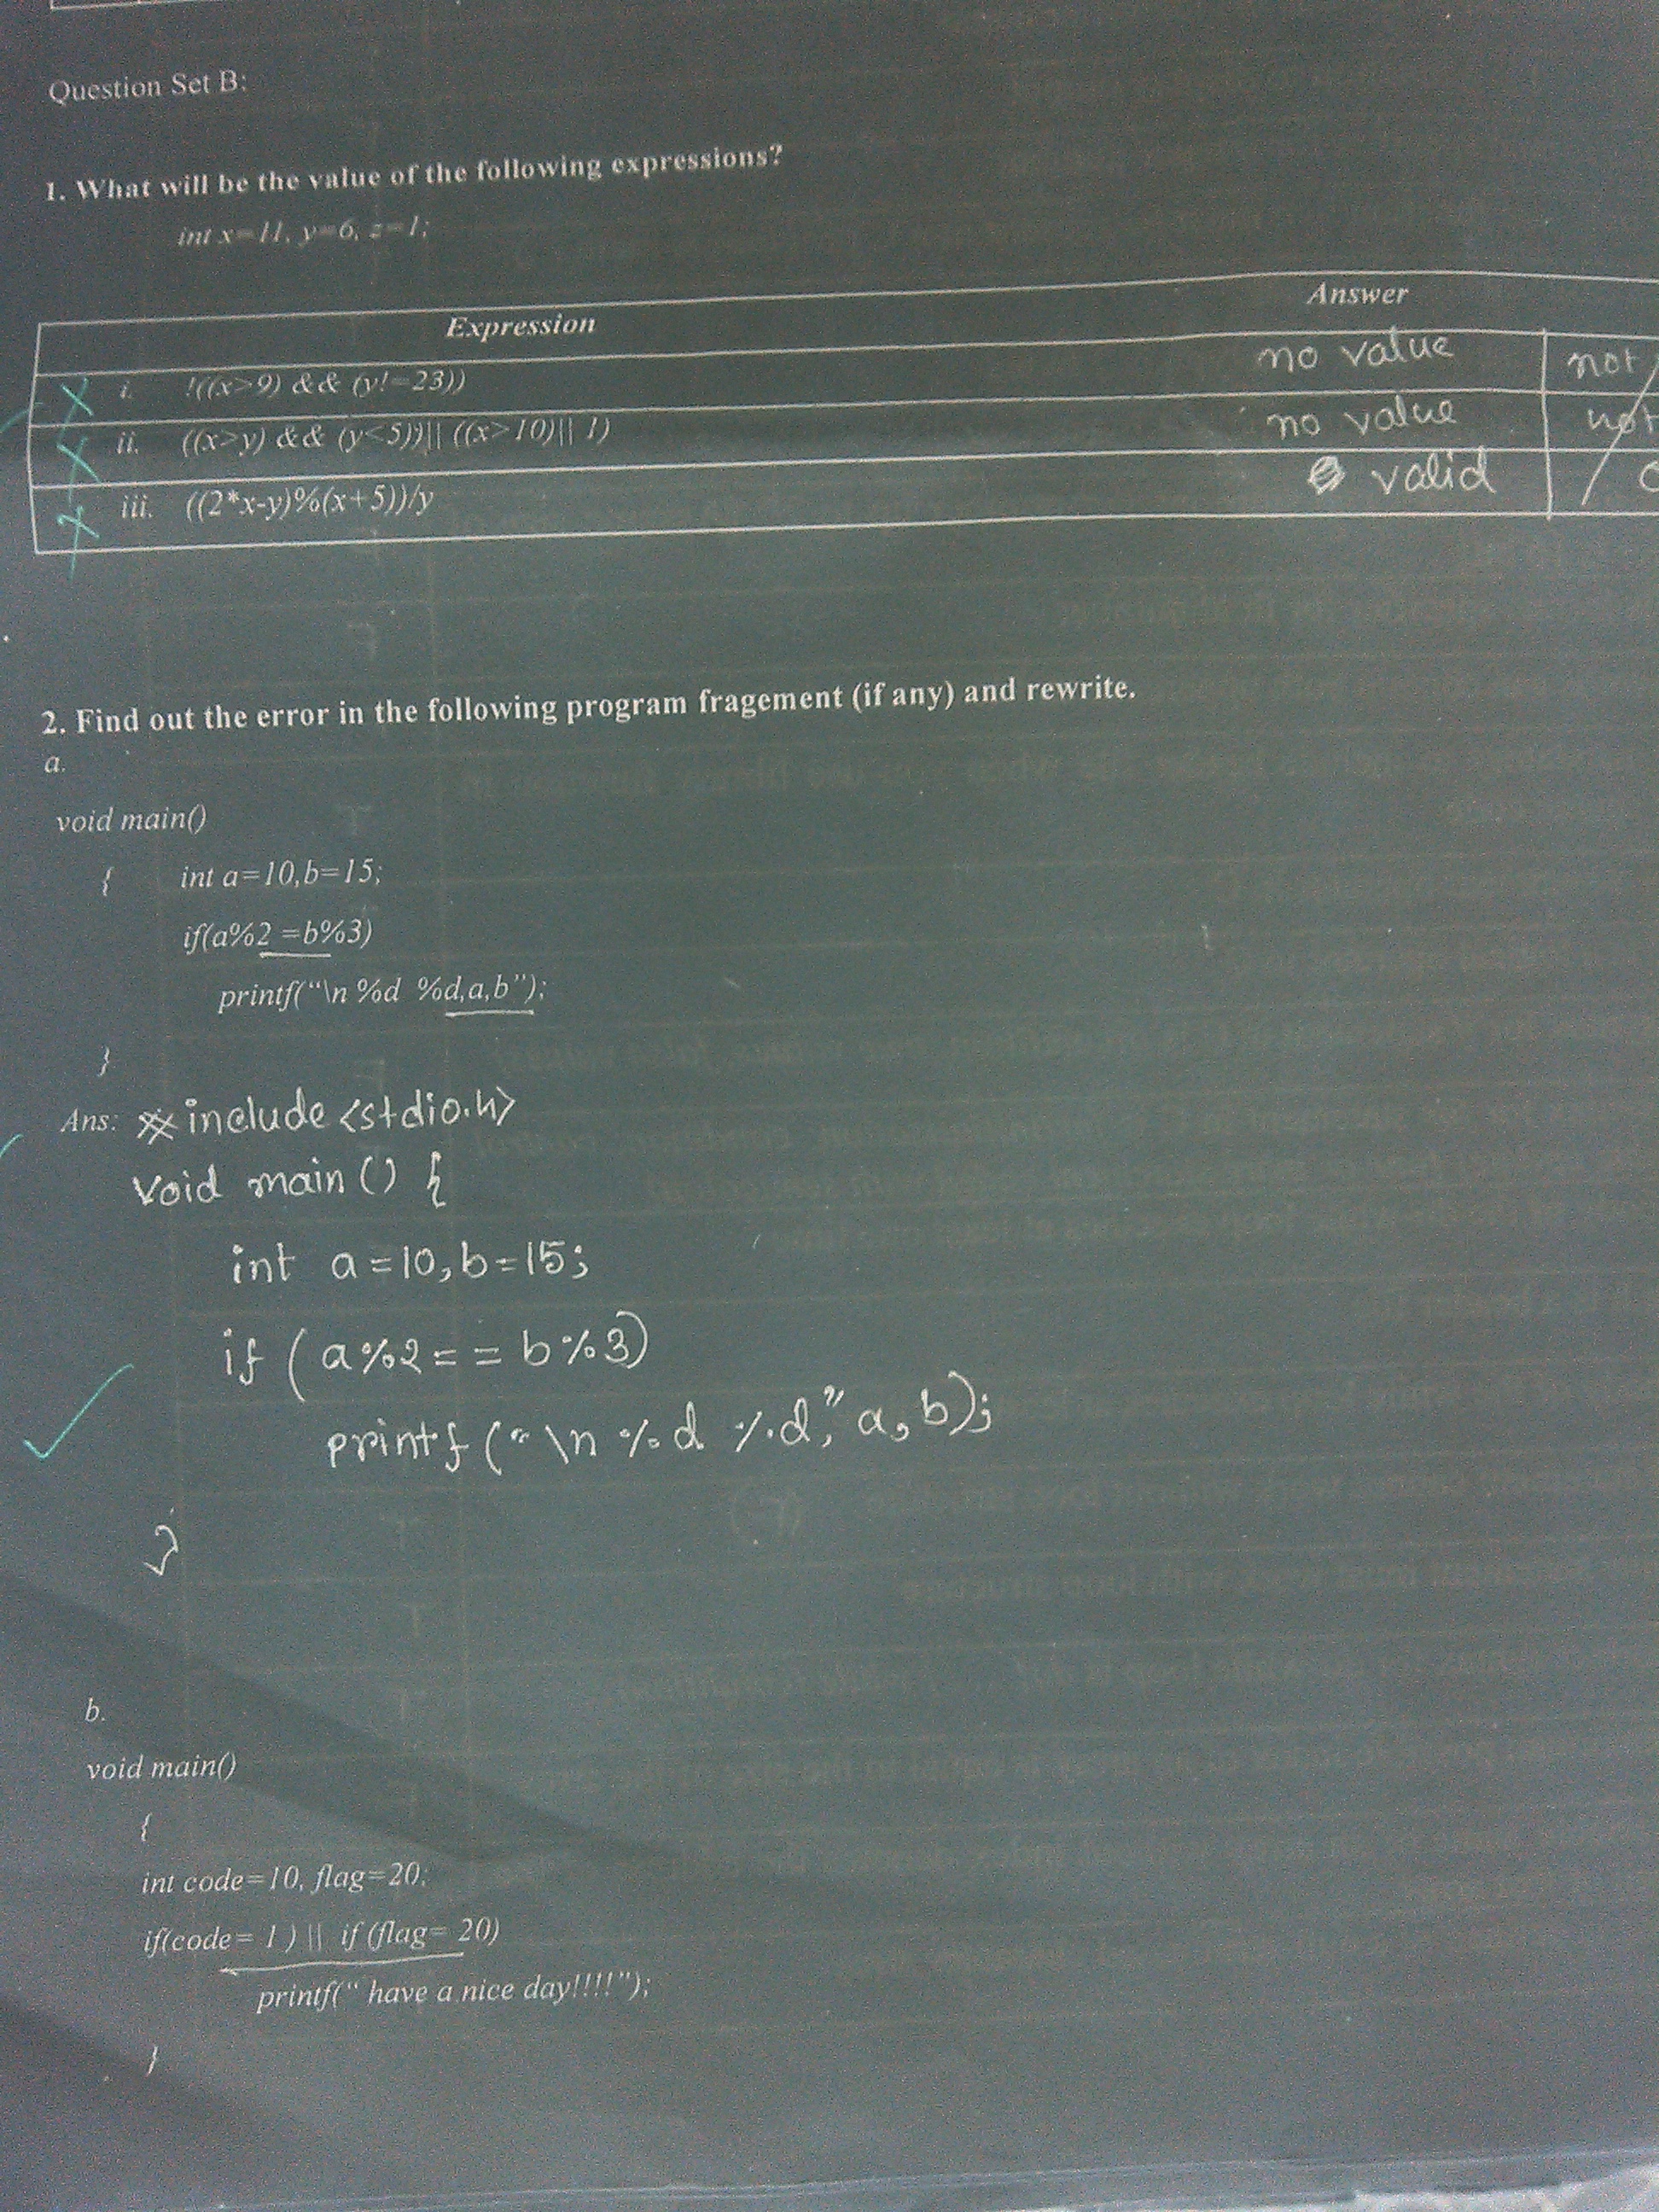 Question Set B:
1. What will be the value of the following expressions?
int x=11, y=6, z=1;
Expression Answer
i. !((x>9) && (y!=23)) no value not
ii. ((x>y) && (y<5))|| ((x>10)|| 1) no value not
iii. ((2*x-y)%(x+5))/y valid
2. Find out the error in the following program fragement (if any) and rewrite.
a.
void main()
{ int a=10,b=15;
if(a%2 =b%3)
printf(“\n %d %d,a,b”);
}
Ans: # include <stdio.h>
void main () {
int a=10,b=15;
if (a%2== b%3)
printf (“\n %d %d”, a, b);
}
b.
void main()
{
int code=10, flag=20;
if(code= 1 ) || if (flag= 20)
printf(“ have a nice day!!!!”);
}